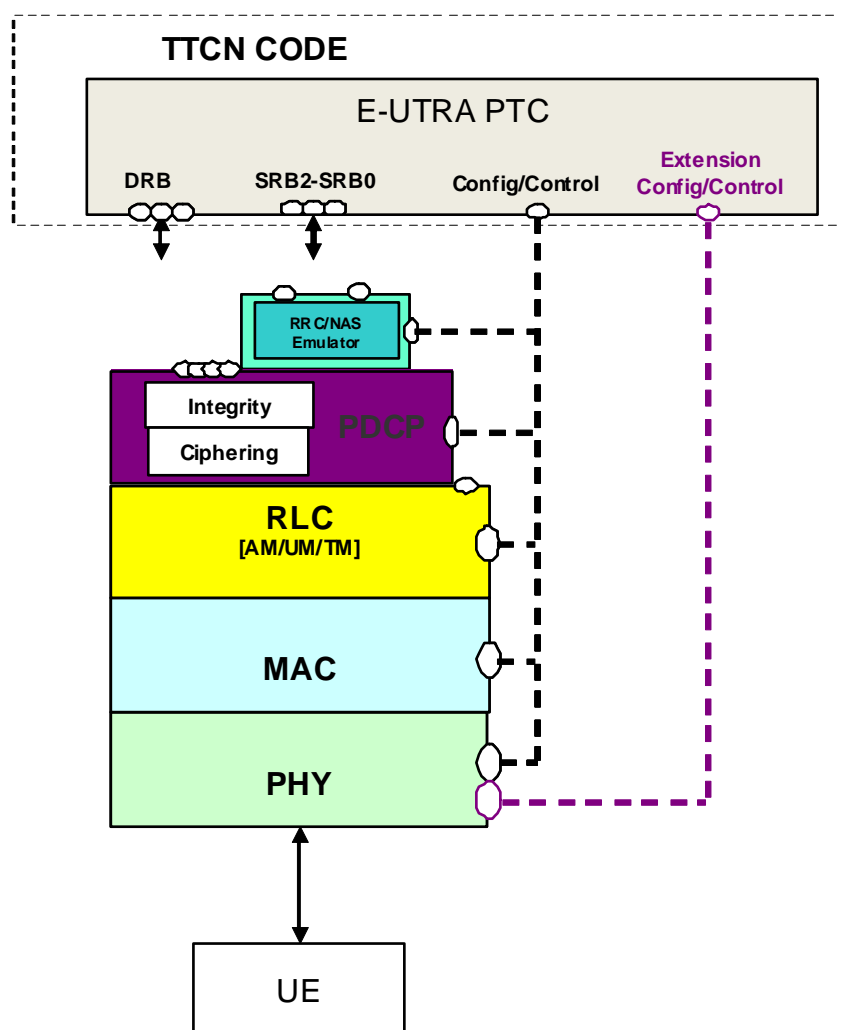 TTCN CODE
E-UTRA PTC
DRB
SRB2-SRB0
Config/Control
Extension
Config/Control
RRC/NAS
Emulator
Integrity
PDCP
Ciphering
RLC
[AM/UM/TM]
MAC
PHY
UE